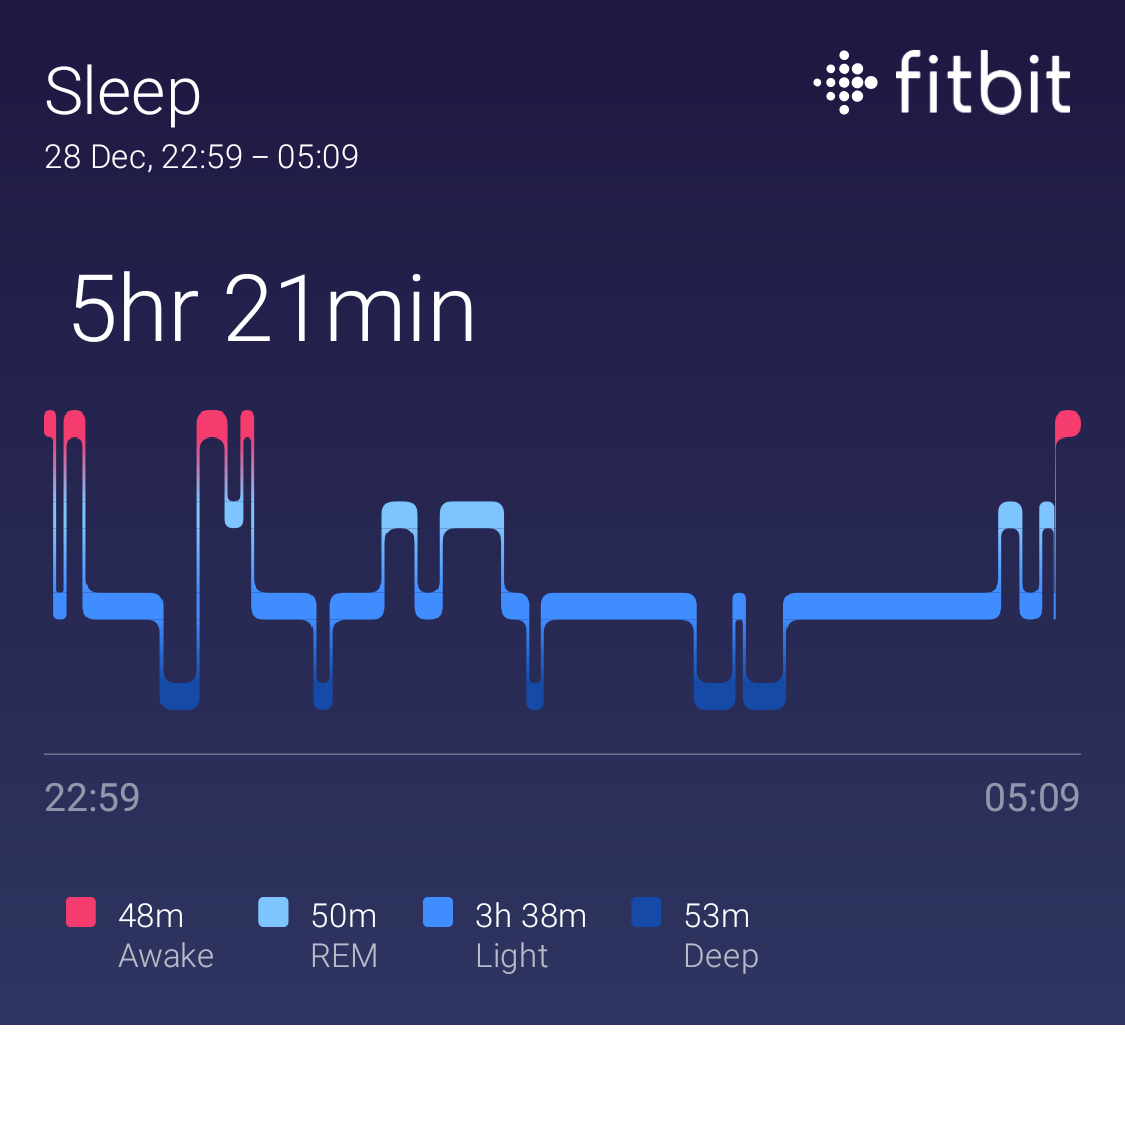 Sleep
fitbit
28 Dec, 22:59 – 05:09
5hr 21min
22:59
05:09
48m
Awake
50m
REM
3h 38m
Light
53m
Deep